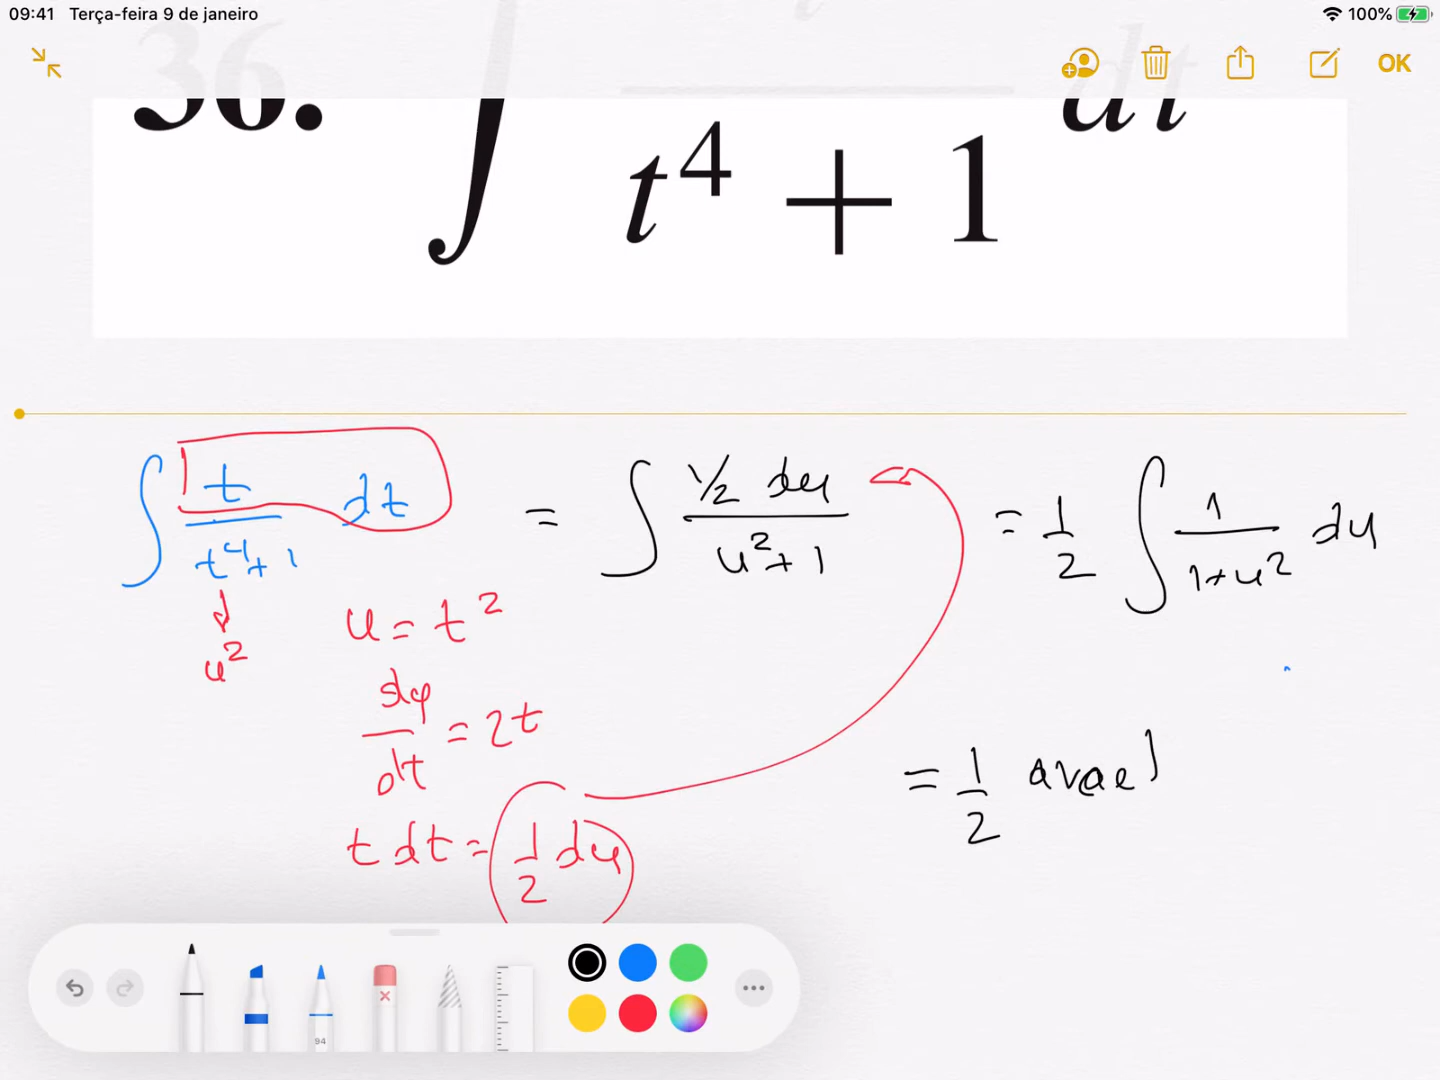 09:41 Terça-feira 9 de janeiro 100%
OK
36. ∫ dt
t⁴ + 1
∫ t/(t⁴+1) dt = ∫ (1/2 du)/(u²+1) = 1/2 ∫ 1/(1+u²) du
u²
u = t²
du/dt = 2t
= 1/2
t dt = 1/2 du
94